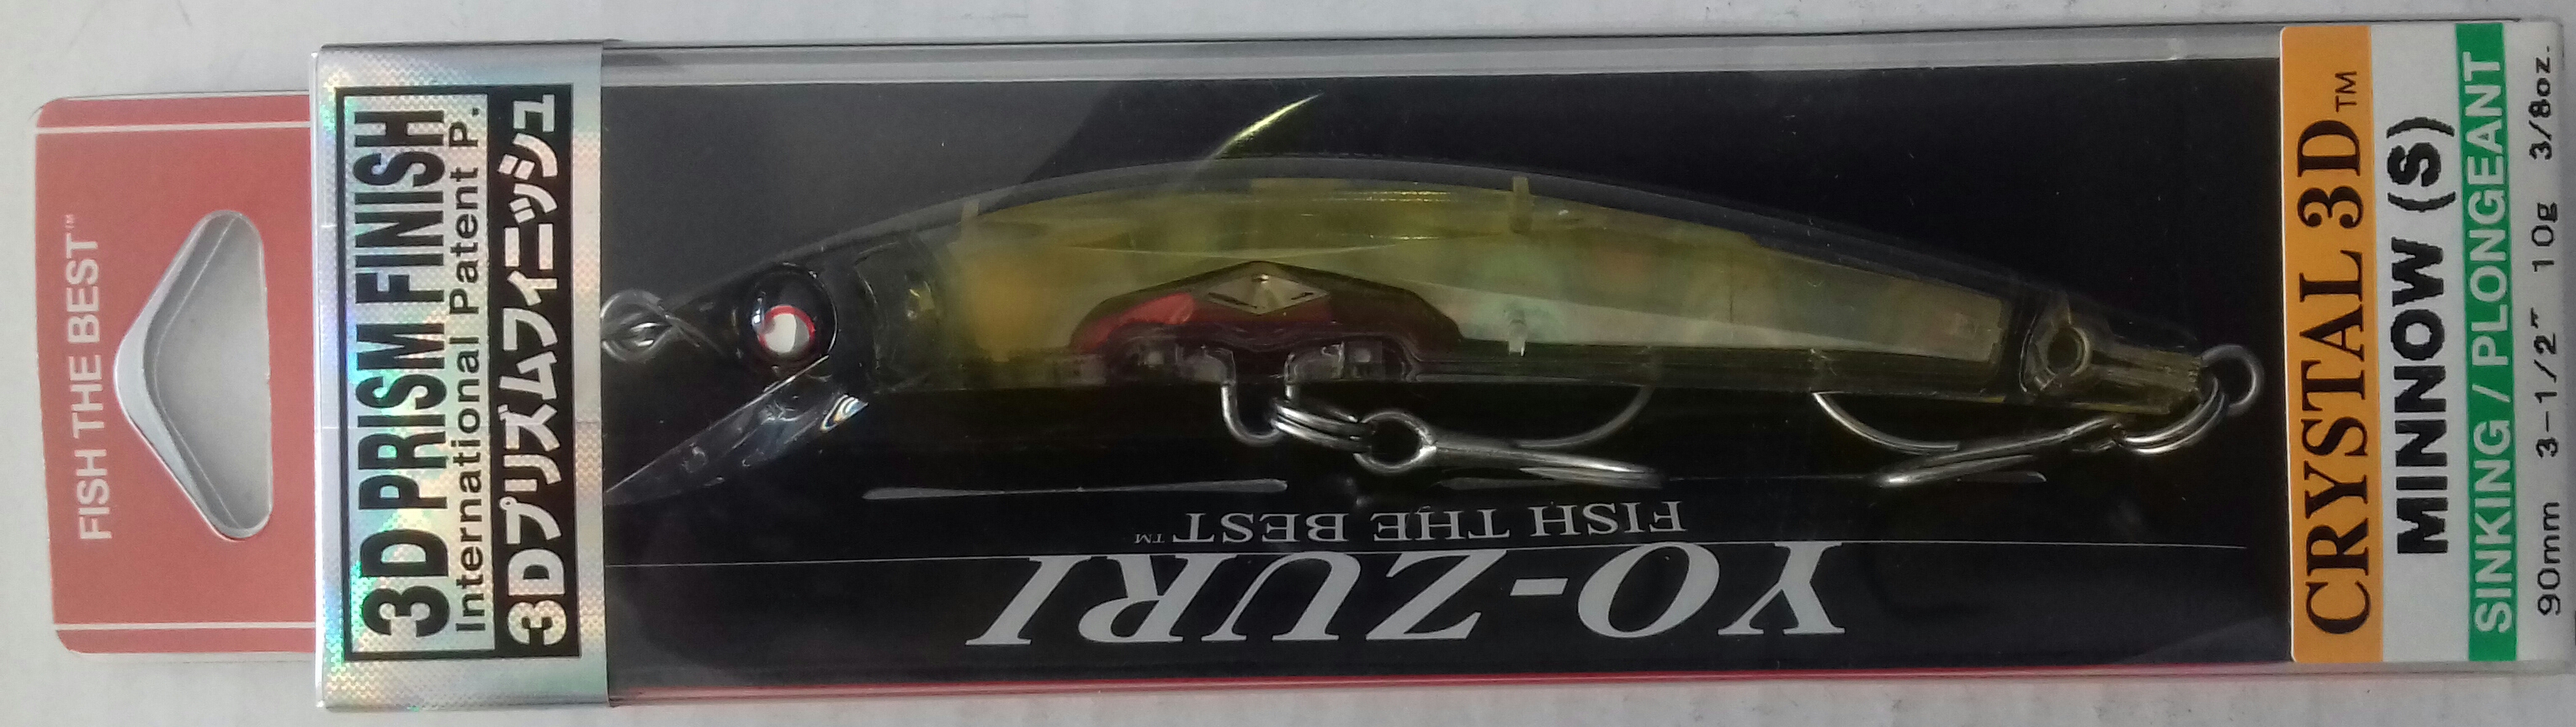 FISH THE BEST™
3D PRISM FINISH
International Patent P.
3Dプリズムフィニッシュ
YO-ZURI
FISH THE BEST™
CRYSTAL 3D™
MINNOW (S)
SINKING / PLONGEANT
90mm 3-1/2" 10g 3/8oz.